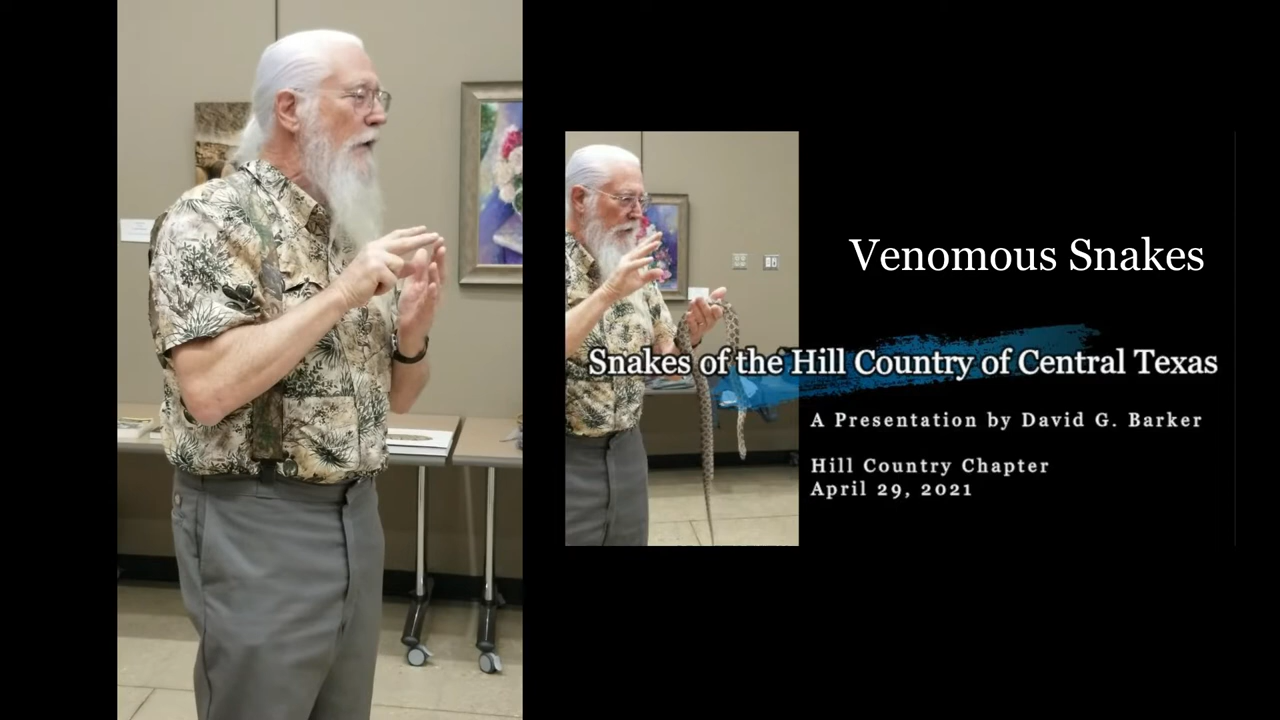 Venomous Snakes
Snakes of the Hill Country of Central Texas
A Presentation by David G. Barker
Hill Country Chapter
April 29, 2021